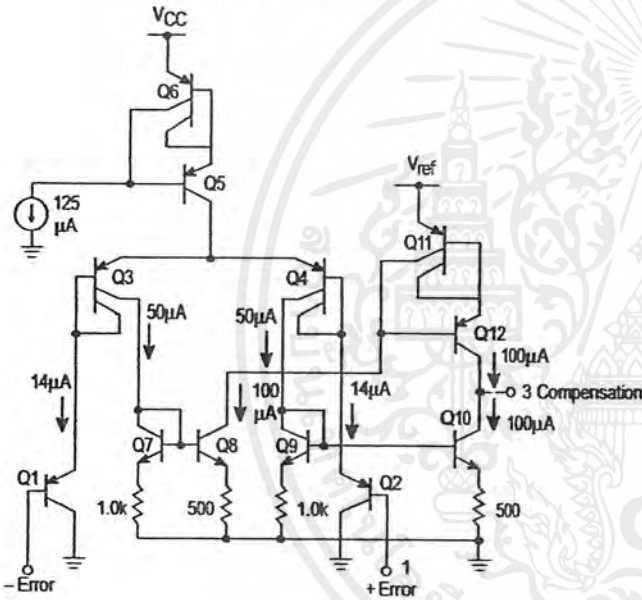 VCC
Q6
Q5
125
μA
Vref
Q11
Q3
Q4
Q12
50μA
50μA
100μA
3 Compensation
14μA
100
μA
14μA
100μA
Q7
Q8
Q9
Q10
Q1
1.0k
500
1.0k
Q2
500
– Error
1
+ Error